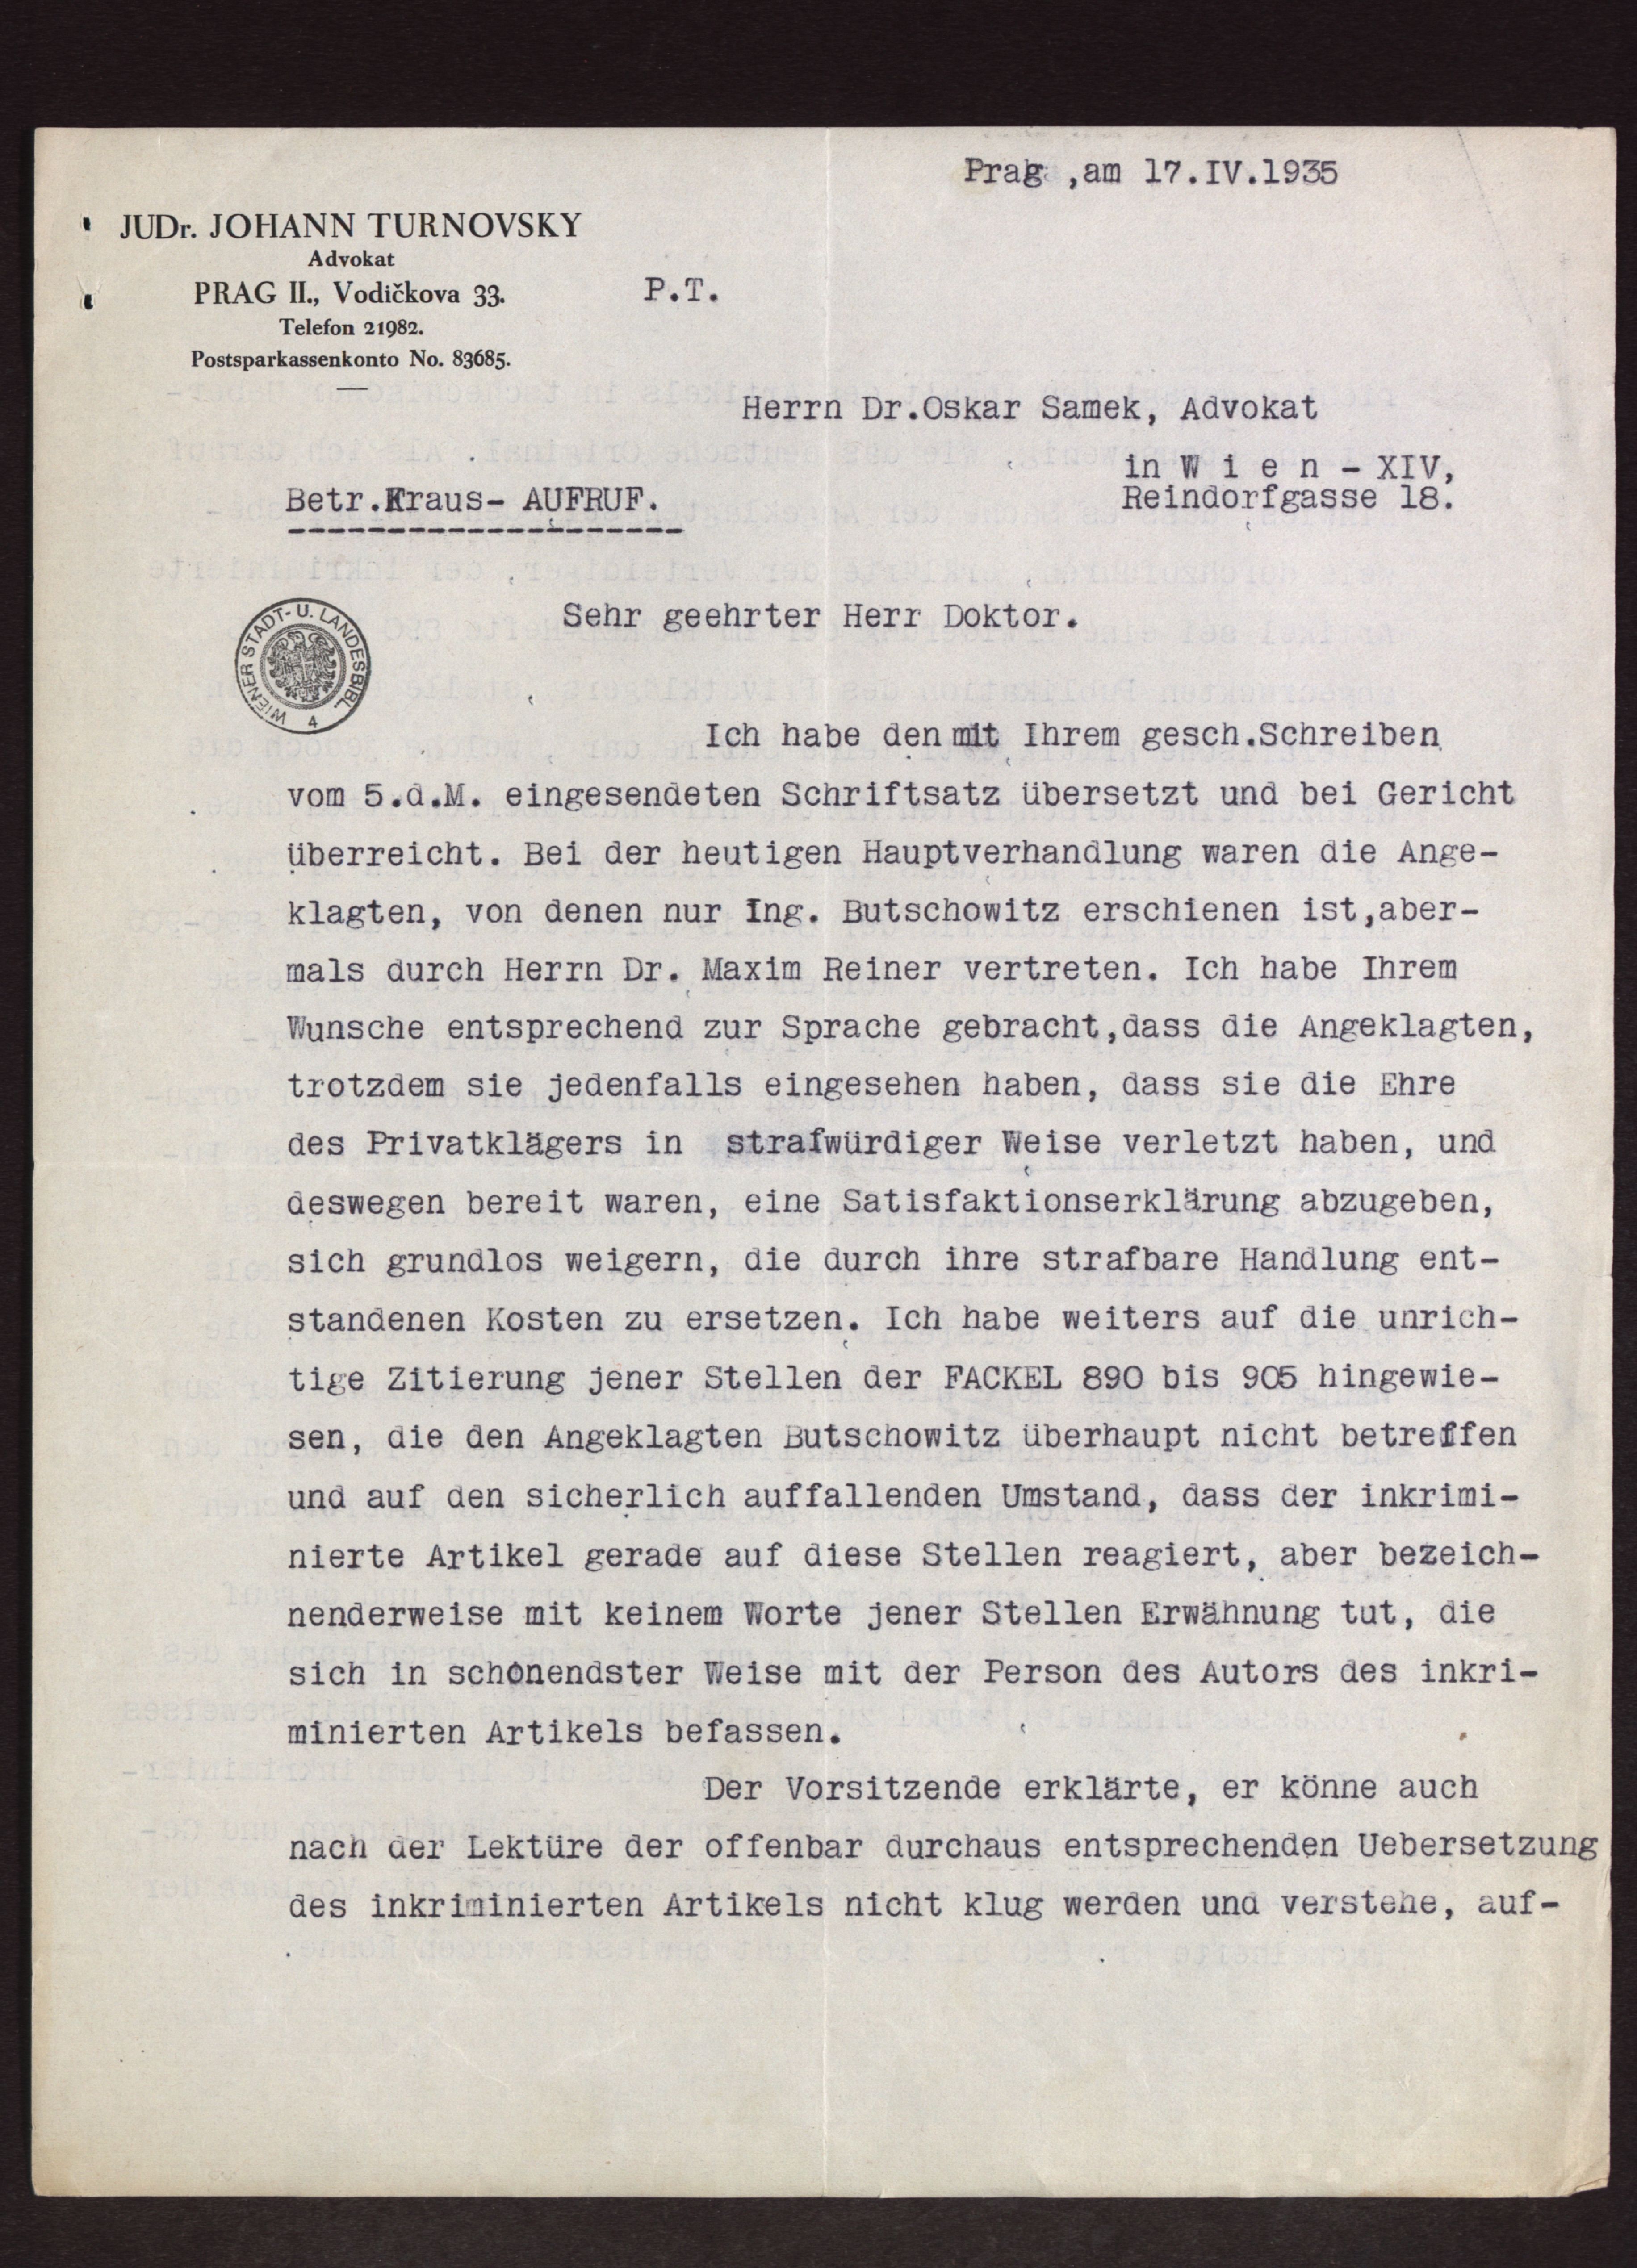 Prag ,am 17.IV.1935
JUDr. JOHANN TURNOVSKY
Advokat
PRAG II., Vodičkova 33.
Telefon 21982.
Postsparkassenkonto No. 83685.
P.T.
Herrn Dr.Oskar Samek, Advokat
in W i e n - XIV,
Reindorfgasse 18.
Betr.Kraus- AUFRUF.
WIENER STADT- U. LANDESBIBL. 4
Sehr geehrter Herr Doktor.
Ich habe den mit Ihrem gesch.Schreiben
vom 5.d.M. eingesendeten Schriftsatz übersetzt und bei Gericht
überreicht. Bei der heutigen Hauptverhandlung waren die Ange-
klagten, von denen nur Ing. Butschowitz erschienen ist,aber-
mals durch Herrn Dr. Maxim Reiner vertreten. Ich habe Ihrem
Wunsche entsprechend zur Sprache gebracht,dass die Angeklagten,
trotzdem sie jedenfalls eingesehen haben, dass sie die Ehre
des Privatklägers in strafwürdiger Weise verletzt haben, und
deswegen bereit waren, eine Satisfaktionserklärung abzugeben,
sich grundlos weigern, die durch ihre strafbare Handlung ent-
standenen Kosten zu ersetzen. Ich habe weiters auf die unrich-
tige Zitierung jener Stellen der FACKEL 890 bis 905 hingewie-
sen, die den Angeklagten Butschowitz überhaupt nicht betreffen
und auf den sicherlich auffallenden Umstand, dass der inkrimi-
nierte Artikel gerade auf diese Stellen reagiert, aber bezeich-
nenderweise mit keinem Worte jener Stellen Erwähnung tut, die
sich in schonendster Weise mit der Person des Autors des inkri-
minierten Artikels befassen.
Der Vorsitzende erklärte, er könne auch
nach der Lektüre der offenbar durchaus entsprechenden Uebersetzung
des inkriminierten Artikels nicht klug werden und verstehe, auf-